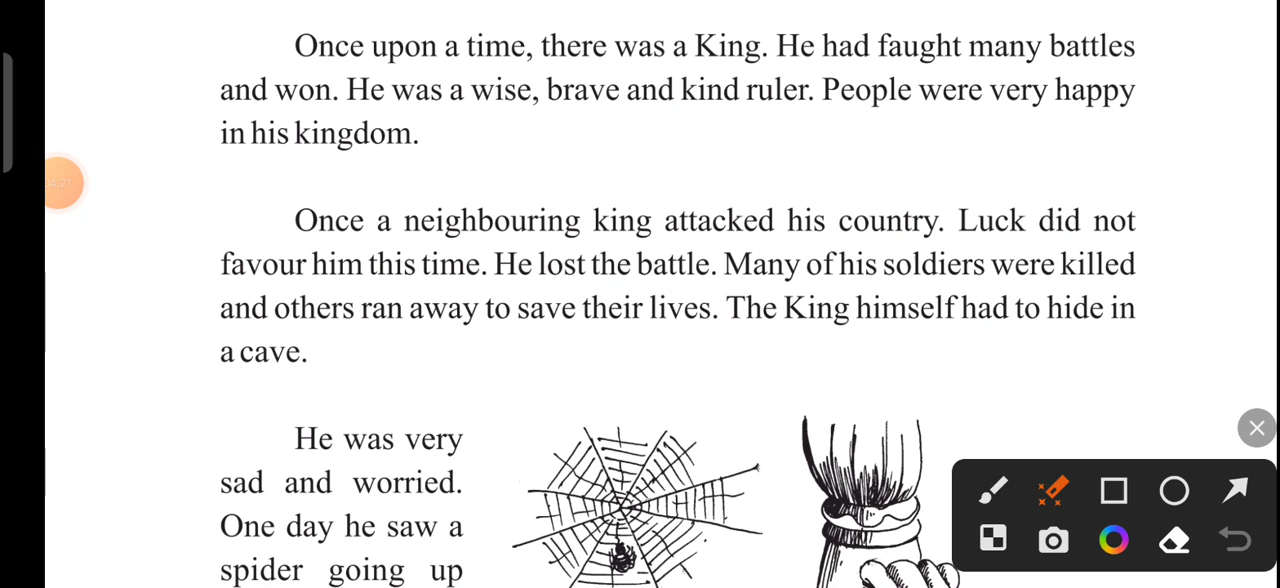 Once upon a time, there was a King. He had faught many battles
and won. He was a wise, brave and kind ruler. People were very happy
in his kingdom.
04:21
Once a neighbouring king attacked his country. Luck did not
favour him this time. He lost the battle. Many of his soldiers were killed
and others ran away to save their lives. The King himself had to hide in
a cave.
He was very
sad and worried.
One day he saw a
spider going up